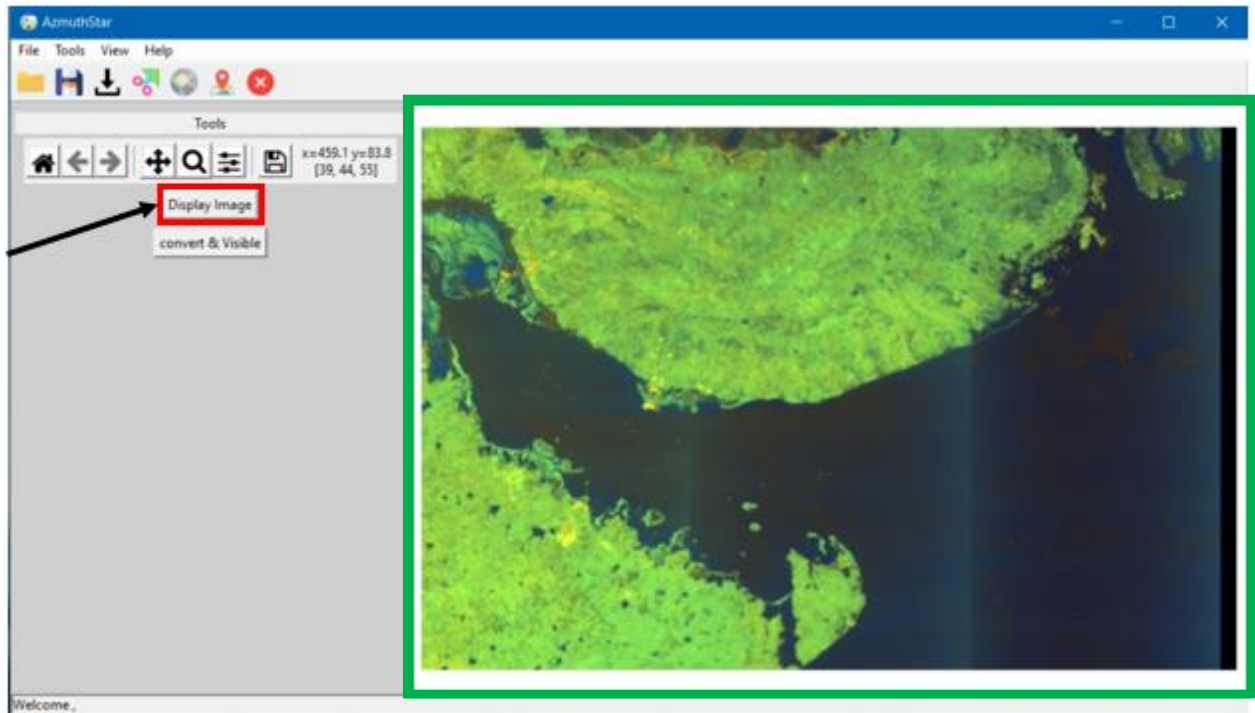 AzmuthStar
File Tools View Help
Tools
x=459.1 y=83.8
[39, 44, 55]
Display Image
convert & Visible
Welcome,